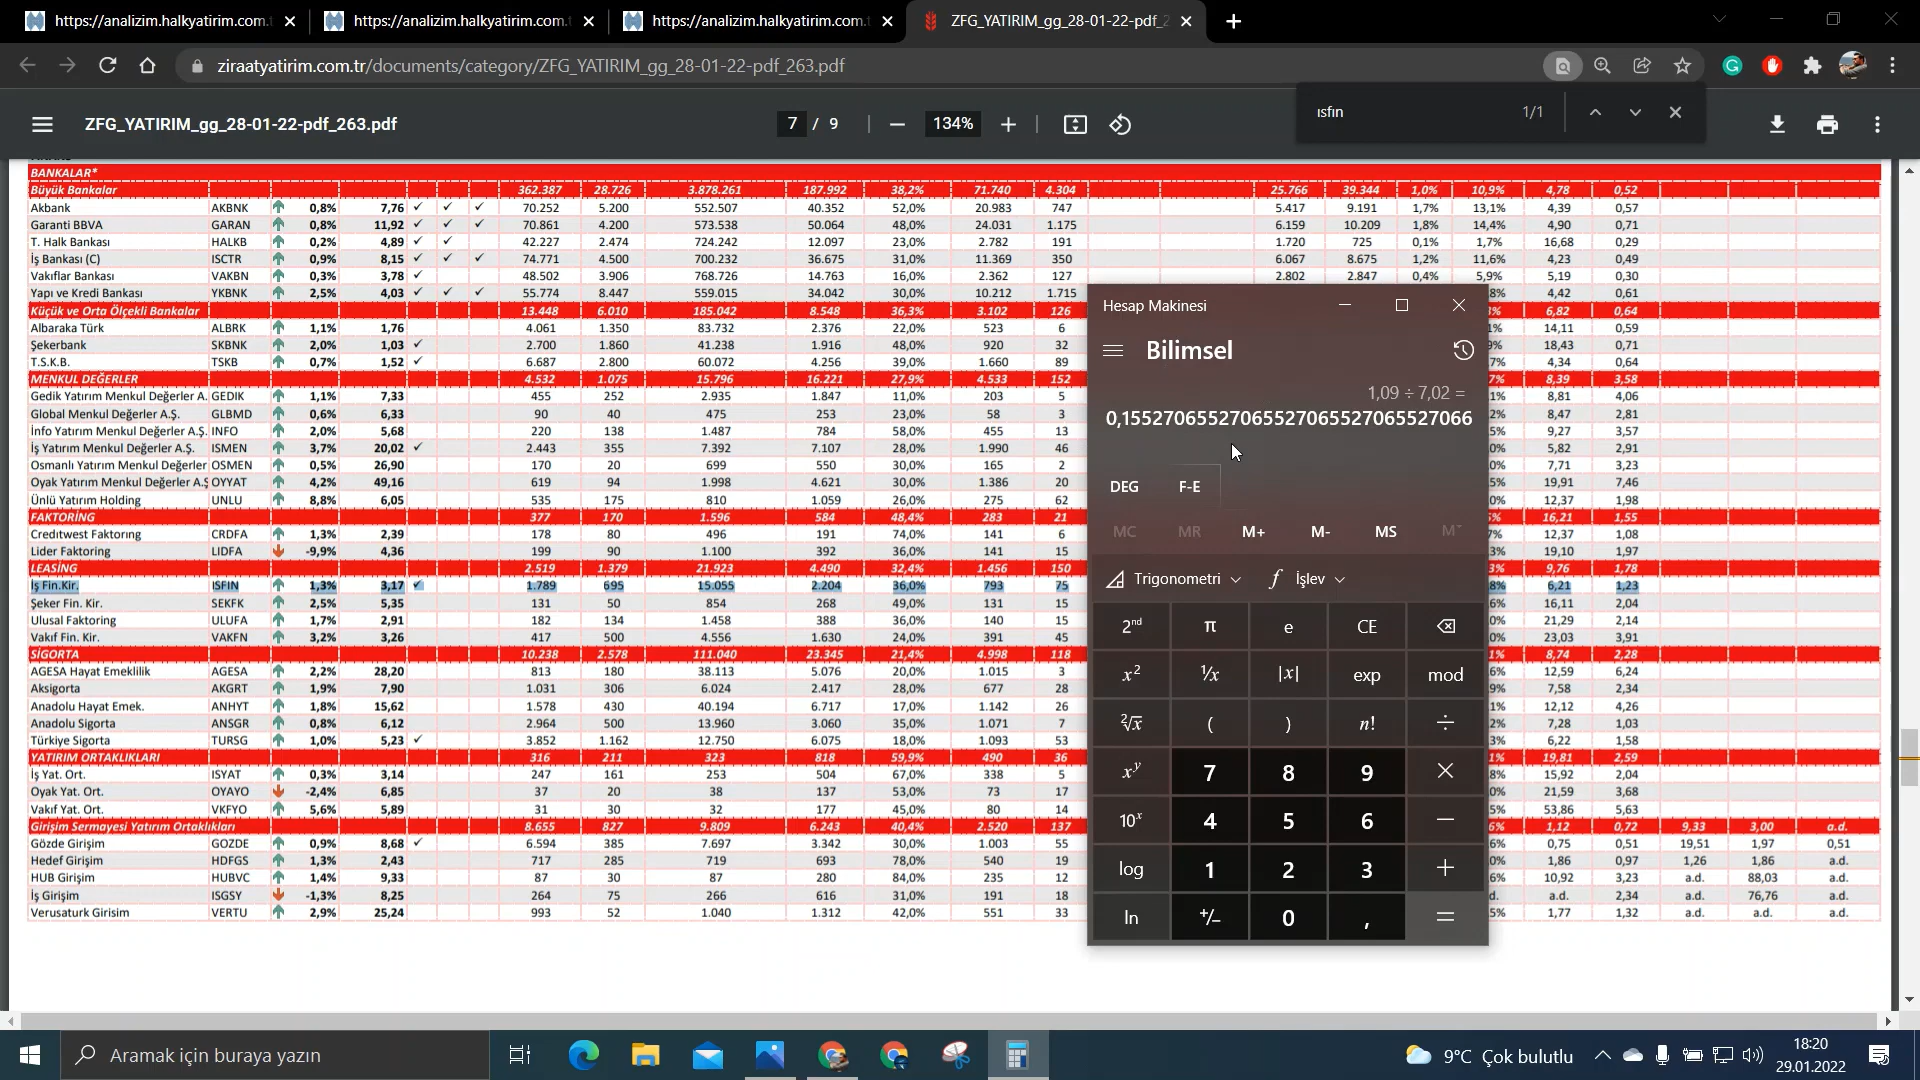 https://analizim.halkyatirim.com.
https://analizim.halkyatirim.com.t
https://analizim.halkyatirim.com.t
ZFG_YATIRIM_gg_28-01-22-pdf_2
ziraatyatirim.com.tr/documents/category/ZFG_YATIRIM_gg_28-01-22-pdf_263.pdf
ısfın 1/1
ZFG_YATIRIM_gg_28-01-22-pdf_263.pdf 7 / 9 134%
BANKALAR*
Büyük Bankalar 362.387 28.726 3.878.261 187.992 38,2% 71.740 4.304 25.766 39.344 1,0% 10,9% 4,78 0,52
Akbank AKBNK 0,8% 7,76 ✓ ✓ ✓ 70.252 5.200 552.507 40.352 52,0% 20.983 747 5.417 9.191 1,7% 13,1% 4,39 0,57
Garanti BBVA GARAN 0,8% 11,92 ✓ ✓ ✓ 70.861 4.200 573.538 50.064 48,0% 24.031 1.175 6.159 10.209 1,8% 14,4% 4,90 0,71
T. Halk Bankası HALKB 0,2% 4,89 ✓ ✓ 42.227 2.474 724.242 12.097 23,0% 2.782 191 1.720 725 0,1% 1,7% 16,68 0,29
İş Bankası (C) ISCTR 0,9% 8,15 ✓ ✓ ✓ 74.771 4.500 700.232 36.675 31,0% 11.369 350 6.067 8.675 1,2% 11,6% 4,23 0,49
Vakıflar Bankası VAKBN 0,3% 3,78 ✓ 48.502 3.906 768.726 14.763 16,0% 2.362 127 2.802 2.847 0,4% 5,9% 5,19 0,30
Yapı ve Kredi Bankası YKBNK 2,5% 4,03 ✓ ✓ ✓ 55.774 8.447 559.015 34.042 30,0% 10.212 1.715 8% 4,42 0,61
Küçük ve Orta Ölçekli Bankalar 13.448 6.010 185.042 8.548 36,3% 3.102 126 6,82 0,64
Albaraka Türk ALBRK 1,1% 1,76 4.061 1.350 83.732 2.376 22,0% 523 6 1% 14,11 0,59
Şekerbank SKBNK 2,0% 1,03 ✓ 2.700 1.860 41.238 1.916 48,0% 920 32 9% 18,43 0,71
T.S.K.B. TSKB 0,7% 1,52 ✓ 6.687 2.800 60.072 4.256 39,0% 1.660 89 7% 4,34 0,64
MENKUL DEĞERLER 4.532 1.075 15.796 16.221 27,9% 4.533 152 7% 8,39 3,58
Gedik Yatırım Menkul Değerler A. GEDIK 1,1% 7,33 455 252 2.935 1.847 11,0% 203 5 1% 8,81 4,06
Global Menkul Değerler A.Ş. GLBMD 0,6% 6,33 90 40 475 253 23,0% 58 3 2% 8,47 2,81
İnfo Yatırım Menkul Değerler A.Ş. INFO 2,0% 5,68 220 138 1.487 784 58,0% 455 13 5% 9,27 3,57
İş Yatırım Menkul Değerler A.Ş. ISMEN 3,7% 20,02 ✓ 2.443 355 7.392 7.107 28,0% 1.990 46 0% 5,82 2,91
Osmanlı Yatırım Menkul Değerler OSMEN 0,5% 26,90 170 20 699 550 30,0% 165 2 0% 7,71 3,23
Oyak Yatırım Menkul Değerler A.Ş OYYAT 4,2% 49,16 619 94 1.998 4.621 30,0% 1.386 20 5% 19,91 7,46
Ünlü Yatırım Holding UNLU 8,8% 6,05 535 175 810 1.059 26,0% 275 62 0% 12,37 1,98
FAKTORİNG 377 170 1.596 584 48,4% 283 21 16,21 1,55
Creditwest Faktoring CRDFA 1,3% 2,39 178 80 496 191 74,0% 141 6 7% 12,37 1,08
Lider Faktoring LIDFA -9,9% 4,36 199 90 1.100 392 36,0% 141 15 3% 19,10 1,97
LEASİNG 2.519 1.379 21.923 4.490 32,4% 1.456 150 3% 9,76 1,78
İş Fin.Kir. ISFIN 1,3% 3,17 ✓ 1.789 695 15.055 2.204 36,0% 793 75 8% 6,21 1,23
Şeker Fin. Kir. SEKFK 2,5% 5,35 131 50 854 268 49,0% 131 15 6% 16,11 2,04
Ulusal Faktoring ULUFA 1,7% 2,91 182 134 1.458 388 36,0% 140 15 0% 21,29 2,14
Vakıf Fin. Kir. VAKFN 3,2% 3,26 417 500 4.556 1.630 24,0% 391 45 0% 23,03 3,91
SİGORTA 10.238 2.578 111.040 23.345 21,4% 4.998 118 1% 8,74 2,28
AGESA Hayat Emeklilik AGESA 2,2% 28,20 813 180 38.113 5.076 20,0% 1.015 3 6% 12,59 6,24
Aksigorta AKGRT 1,9% 7,90 1.031 306 6.024 2.417 28,0% 677 28 9% 7,58 2,34
Anadolu Hayat Emek. ANHYT 1,8% 15,62 1.578 430 40.194 6.717 17,0% 1.142 26 1% 12,12 4,26
Anadolu Sigorta ANSGR 0,8% 6,12 2.964 500 13.960 3.060 35,0% 1.071 7 2% 7,28 1,03
Türkiye Sigorta TURSG 1,0% 5,23 ✓ 3.852 1.162 12.750 6.075 18,0% 1.093 53 3% 6,22 1,58
YATIRIM ORTAKLIKLARI 316 211 323 818 59,9% 490 36 1% 19,81 2,59
İş Yat. Ort. ISYAT 0,3% 3,14 247 161 253 504 67,0% 338 5 8% 15,92 2,04
Oyak Yat. Ort. OYAYO -2,4% 6,85 37 20 38 137 53,0% 73 17 0% 21,59 3,68
Vakıf Yat. Ort. VKFYO 5,6% 5,89 31 30 32 177 45,0% 80 14 5% 53,86 5,63
Girişim Sermayesi Yatırım Ortaklıkları 8.655 827 9.809 6.243 40,4% 2.520 137 6% 1,12 0,72 9,33 3,00 a.d.
Gözde Girişim GOZDE 0,9% 8,68 ✓ 6.594 385 7.697 3.342 30,0% 1.003 55 6% 0,75 0,51 19,51 1,97 0,51
Hedef Girişim HDFGS 1,3% 2,43 717 285 719 693 78,0% 540 19 0% 1,86 0,97 1,26 1,86 a.d.
HUB Girişim HUBVC 1,4% 9,33 87 30 87 280 84,0% 235 12 6% 10,92 3,23 a.d. 88,03 a.d.
İş Girişim ISGSY -1,3% 8,25 264 75 266 616 31,0% 191 18 d. a.d. 2,34 a.d. 76,76 a.d.
Verusaturk Girisim VERTU 2,9% 25,24 993 52 1.040 1.312 42,0% 551 33 5% 1,77 1,32 a.d. a.d. a.d.
Hesap Makinesi
Bilimsel
1,09 ÷ 7,02 =
0,15527065527065527065527065527066
DEG F-E
MC MR M+ M- MS M˅
Trigonometri f İşlev
2nd π e CE
x² ⅟x |x| exp mod
²√x ( ) n! ÷
xʸ 7 8 9 ×
10ˣ 4 5 6 −
log 1 2 3 +
ln +/− 0 , =
Aramak için buraya yazın
9°C Çok bulutlu
18:20
29.01.2022